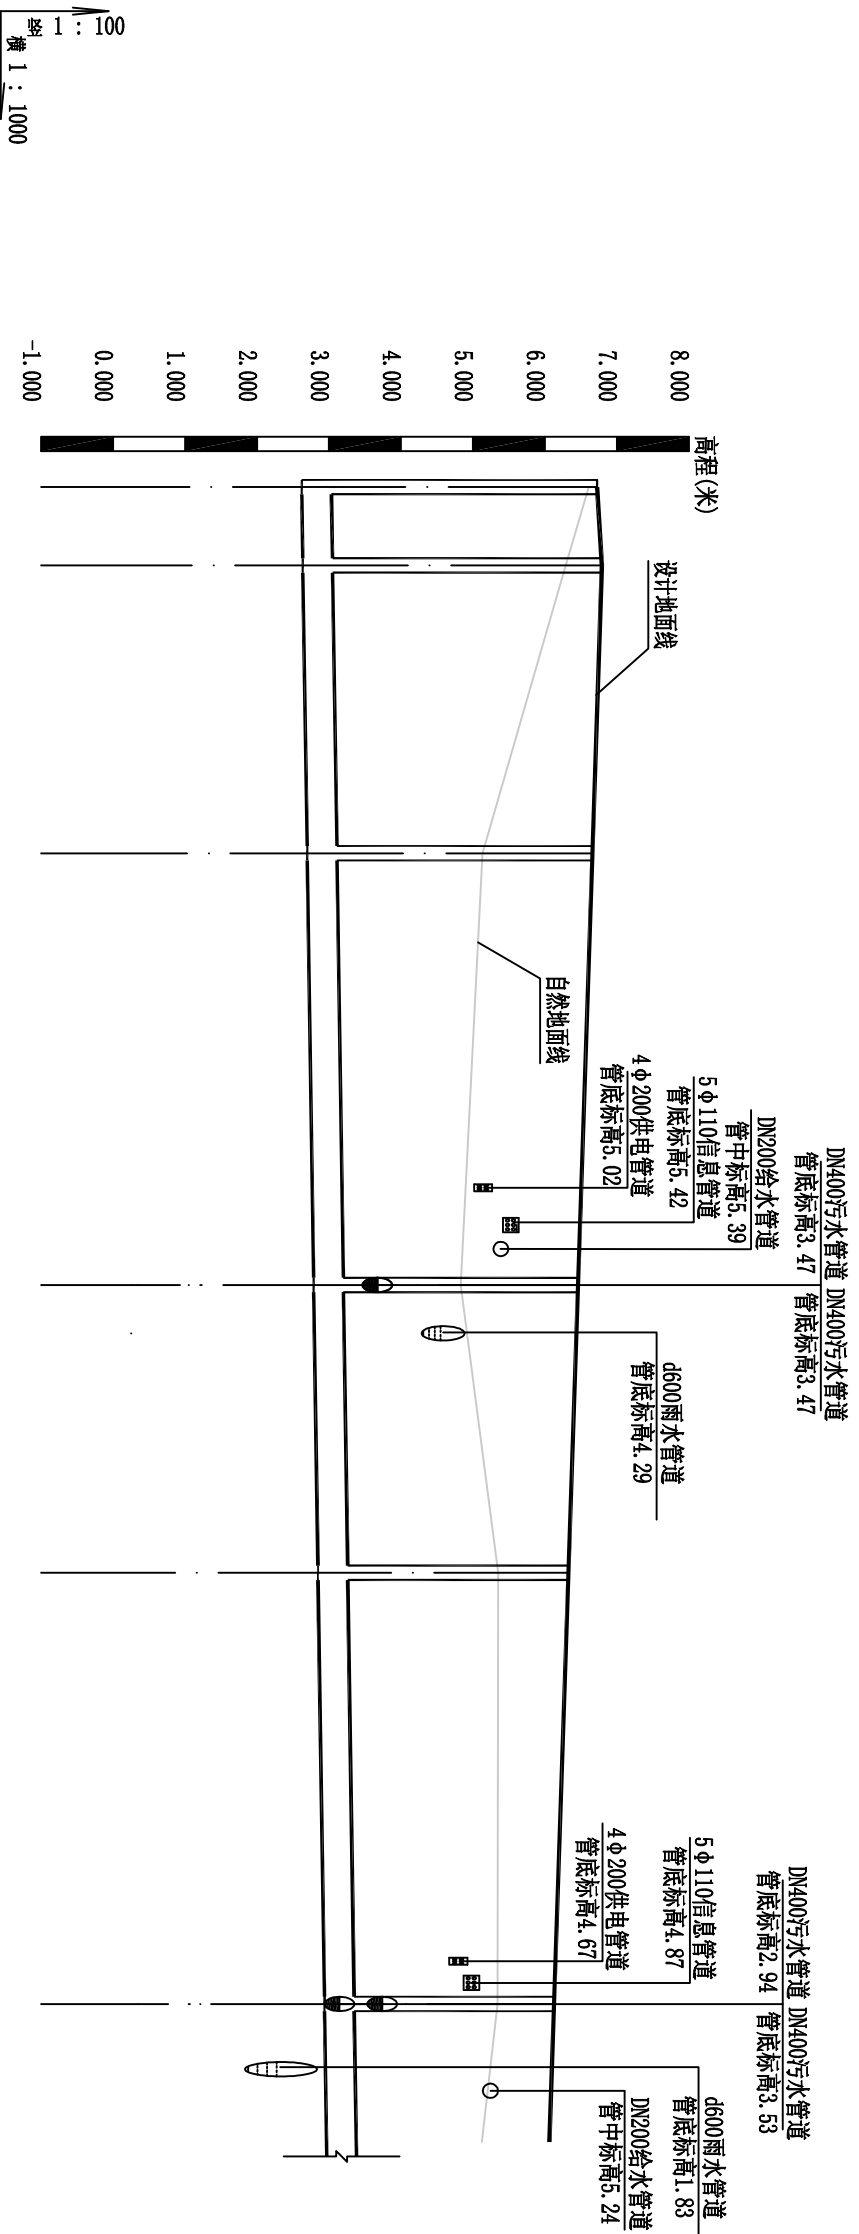 竖 1 : 100
横 1 : 1000
高程(米)
8.000
7.000
6.000
5.000
4.000
3.000
2.000
1.000
0.000
-1.000
设计地面线
自然地面线
4φ200供电管道
管底标高5.02
5φ110信息管道
管底标高5.42
DN200给水管道
管中标高5.39
DN400污水管道
管底标高3.47
DN400污水管道
管底标高3.47
d600雨水管道
管底标高4.29
4φ200供电管道
管底标高4.67
5φ110信息管道
管底标高4.87
DN400污水管道
管底标高2.94
DN400污水管道
管底标高3.53
d600雨水管道
管底标高1.83
DN200给水管道
管中标高5.24